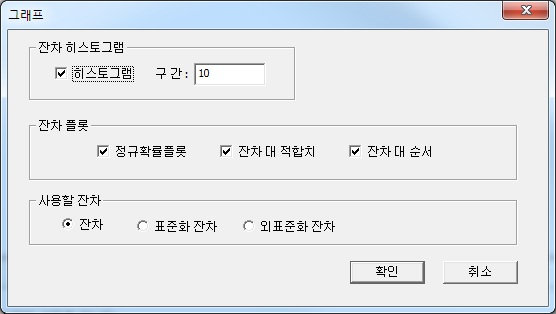 그래프
잔차 히스토그램
히스토그램 구 간 : 10
잔차 플롯
정규확률플롯 잔차 대 적합치 잔차 대 순서
사용할 잔차
잔차 표준화 잔차 외표준화 잔차
확인 취소